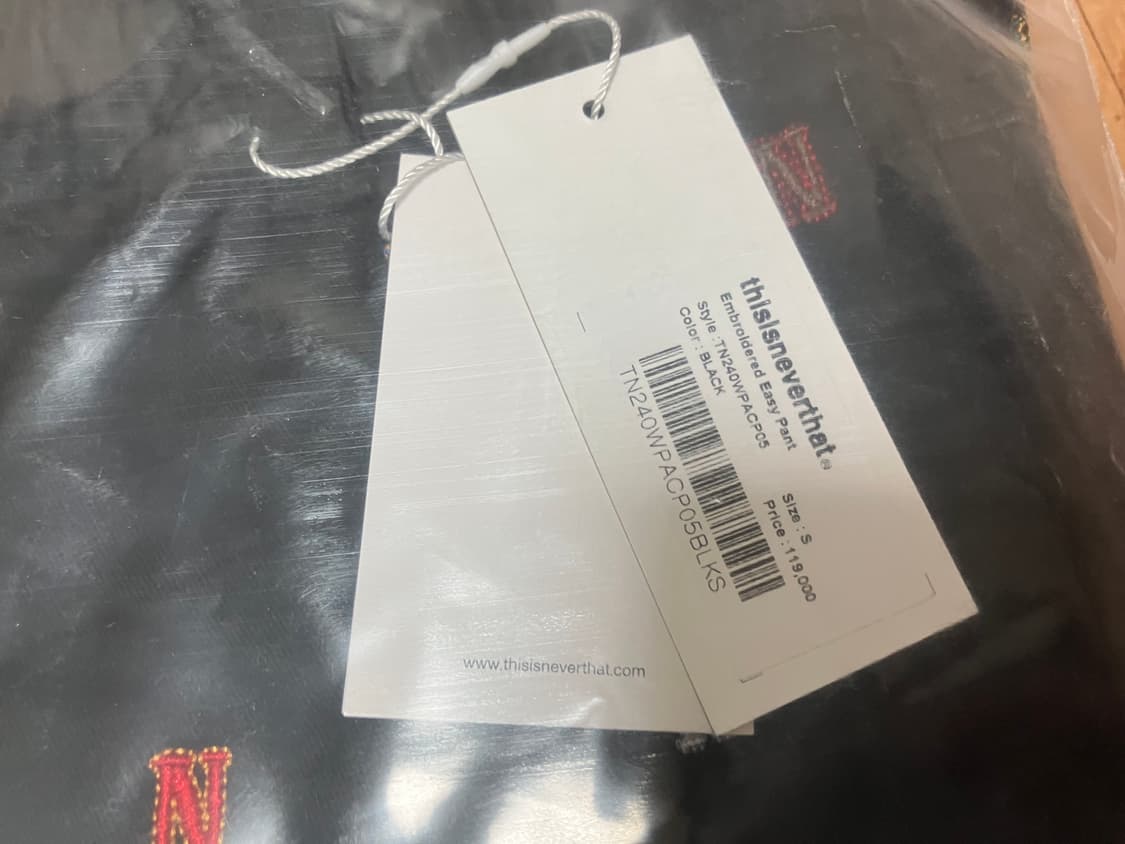 thisisneverthat®
Embroidered Easy Pant
Style : TN240WPACP05
Color : BLACK
Size : S
Price : 119,000
TN240WPACP05BLKS
www.thisisneverthat.com
N
N